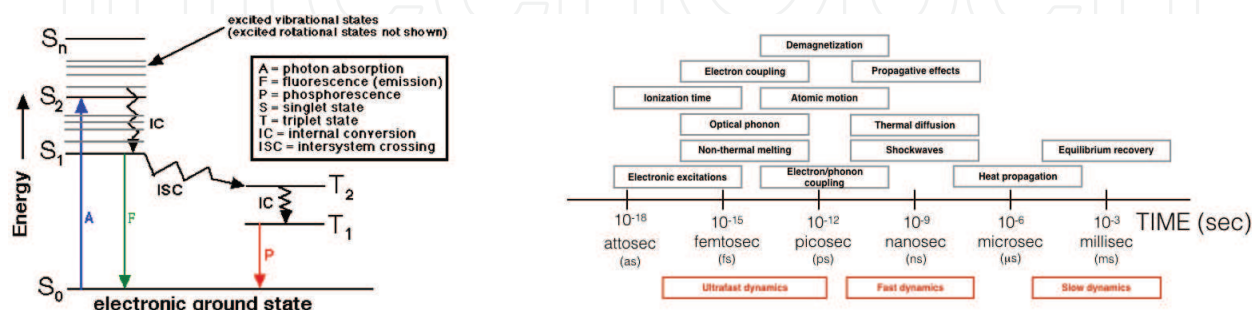 excited vibrational states
(excited rotational states not shown)
Sn
S2
S1
S0
Energy
A = photon absorption
F = fluorescence (emission)
P = phosphorescence
S = singlet state
T = triplet state
IC = internal conversion
ISC = intersystem crossing
IC
ISC
IC
T2
T1
A
F
P
electronic ground state
Demagnetization
Electron coupling
Propagative effects
Ionization time
Atomic motion
Optical phonon
Thermal diffusion
Non-thermal melting
Shockwaves
Equilibrium recovery
Electronic excitations
Electron/phonon
coupling
Heat propagation
10-18 10-15 10-12 10-9 10-6 10-3 TIME (sec)
attosec femtosec picosec nanosec microsec millisec
(as) (fs) (ps) (ns) (μs) (ms)
Ultrafast dynamics Fast dynamics Slow dynamics